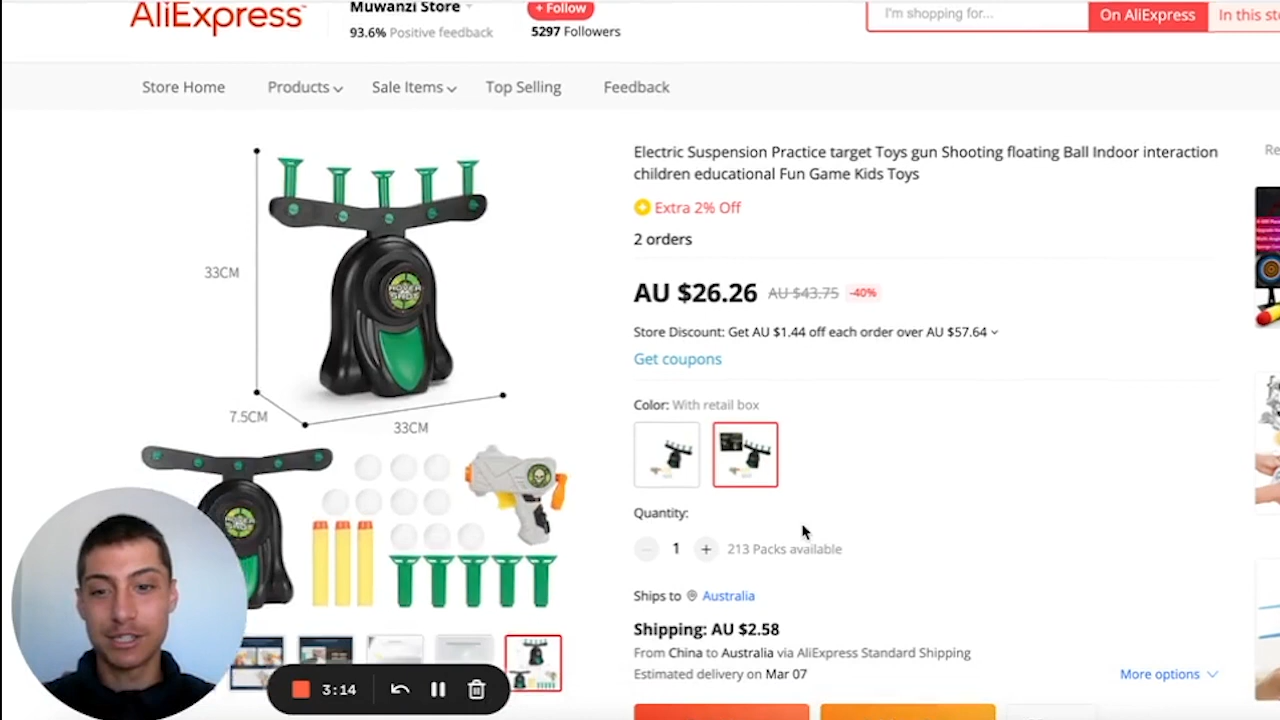 AliExpress™
Muwanzi Store
93.6% Positive feedback
+ Follow
5297 Followers
I'm shopping for...
On AliExpress
In this st
Store Home
Products
Sale Items
Top Selling
Feedback
Electric Suspension Practice target Toys gun Shooting floating Ball Indoor interaction
children educational Fun Game Kids Toys
Re
Extra 2% Off
2 orders
AU $26.26 AU $43.75 -40%
Store Discount: Get AU $1.44 off each order over AU $57.64
Get coupons
Color: With retail box
Quantity:
1
213 Packs available
Ships to Australia
Shipping: AU $2.58
From China to Australia via AliExpress Standard Shipping
Estimated delivery on Mar 07
More options
33CM
HOVER
SHOT
7.5CM
33CM
3:14